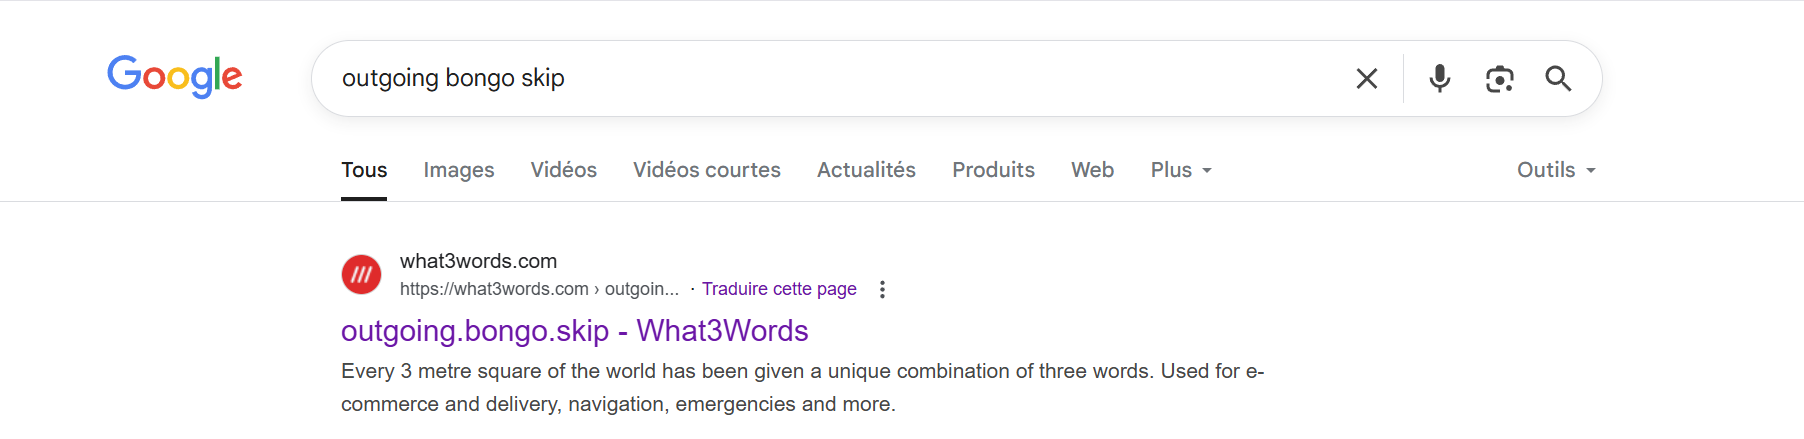 Google
outgoing bongo skip
Tous Images Vidéos Vidéos courtes Actualités Produits Web Plus Outils
what3words.com
https://what3words.com › outgoin... · Traduire cette page
outgoing.bongo.skip - What3Words
Every 3 metre square of the world has been given a unique combination of three words. Used for e-
commerce and delivery, navigation, emergencies and more.